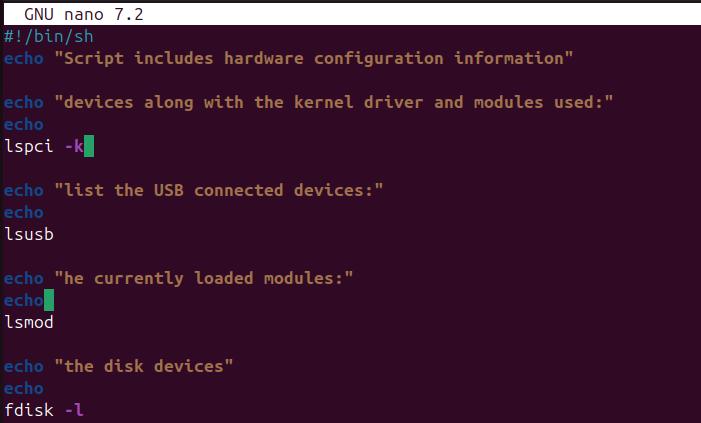 GNU nano 7.2
#!/bin/sh
echo "Script includes hardware configuration information"
echo "devices along with the kernel driver and modules used:"
echo
lspci -k
echo "list the USB connected devices:"
echo
lsusb
echo "he currently loaded modules:"
echo
lsmod
echo "the disk devices"
echo
fdisk -l